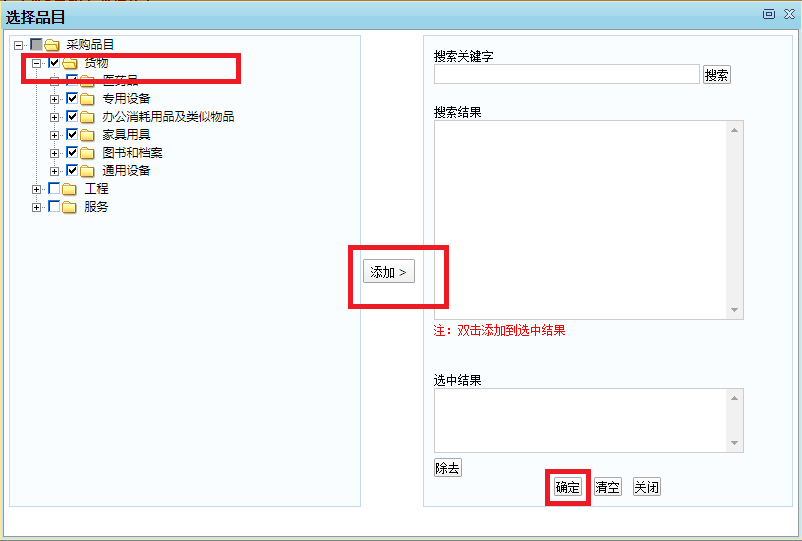 选择品目
采购品目
货物
医药品
专用设备
办公消耗用品及类似物品
家具用具
图书和档案
通用设备
工程
服务
添加 >
搜索关键字
搜索
搜索结果
注：双击添加到选中结果
选中结果
除去
确定 清空 关闭